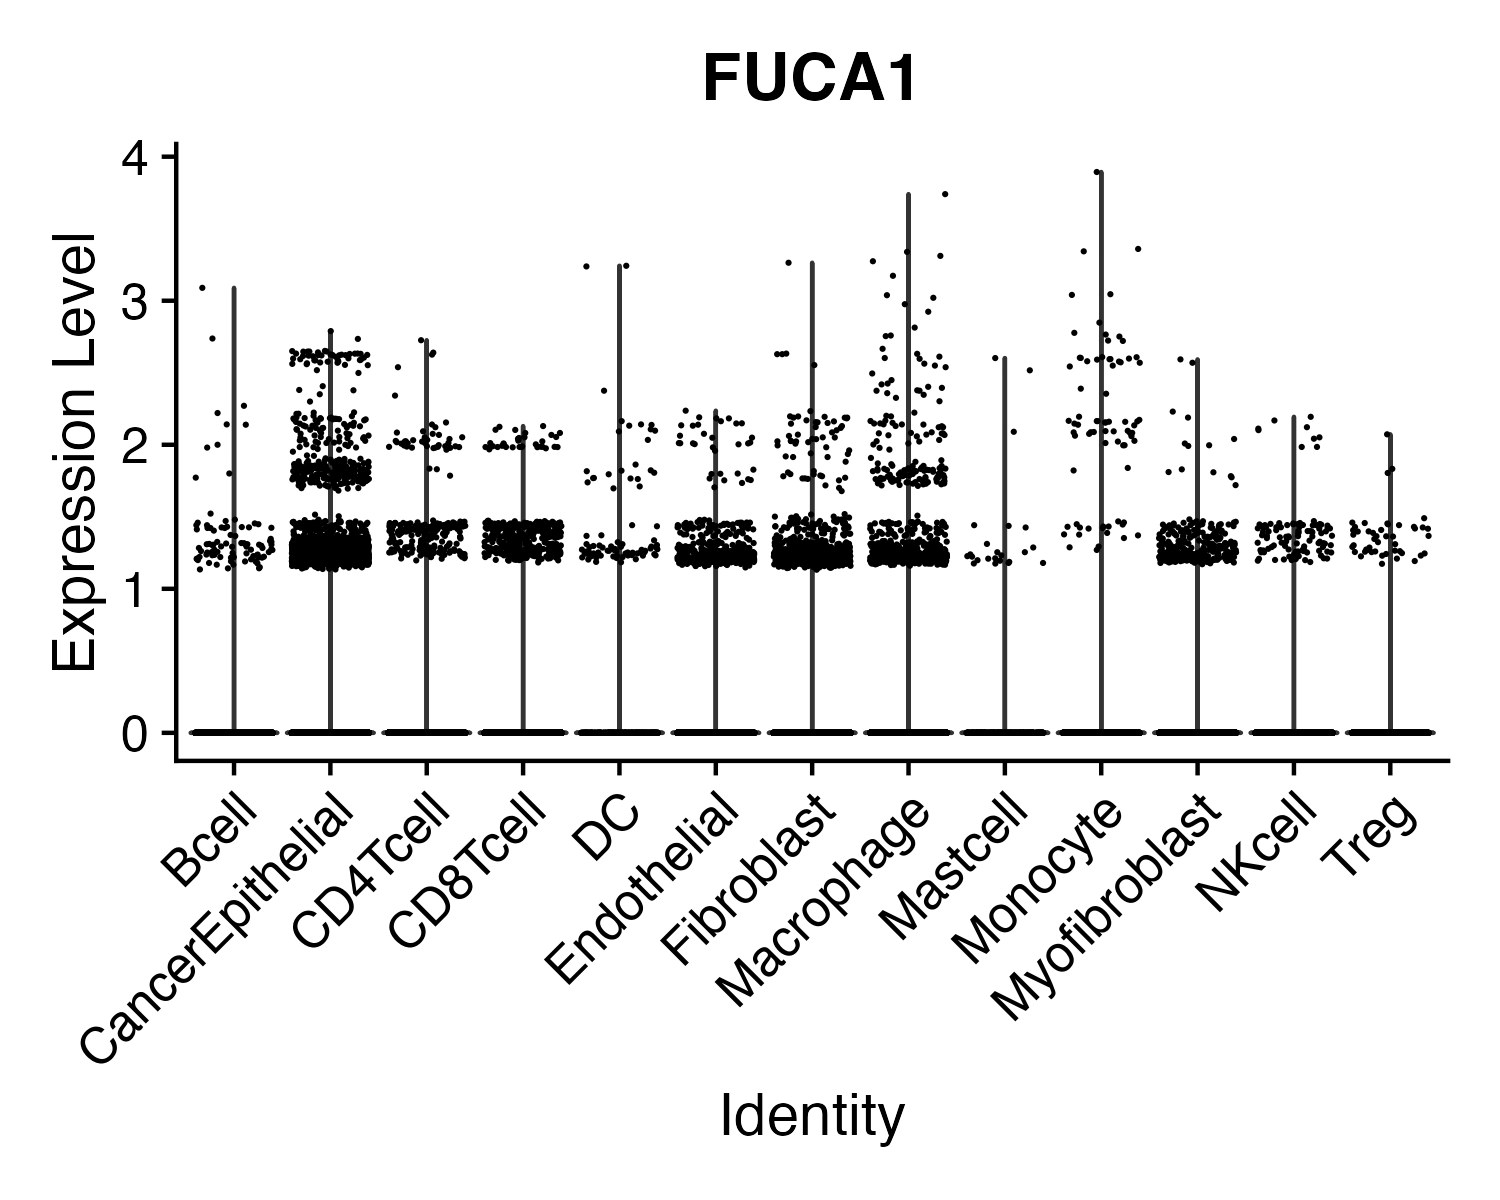 FUCA1
Expression Level
4
3
2
1
0
Bcell
CancerEpithelial
CD4Tcell
CD8Tcell
DC
Endothelial
Fibroblast
Macrophage
Mastcell
Monocyte
Myofibroblast
NKcell
Treg
Identity